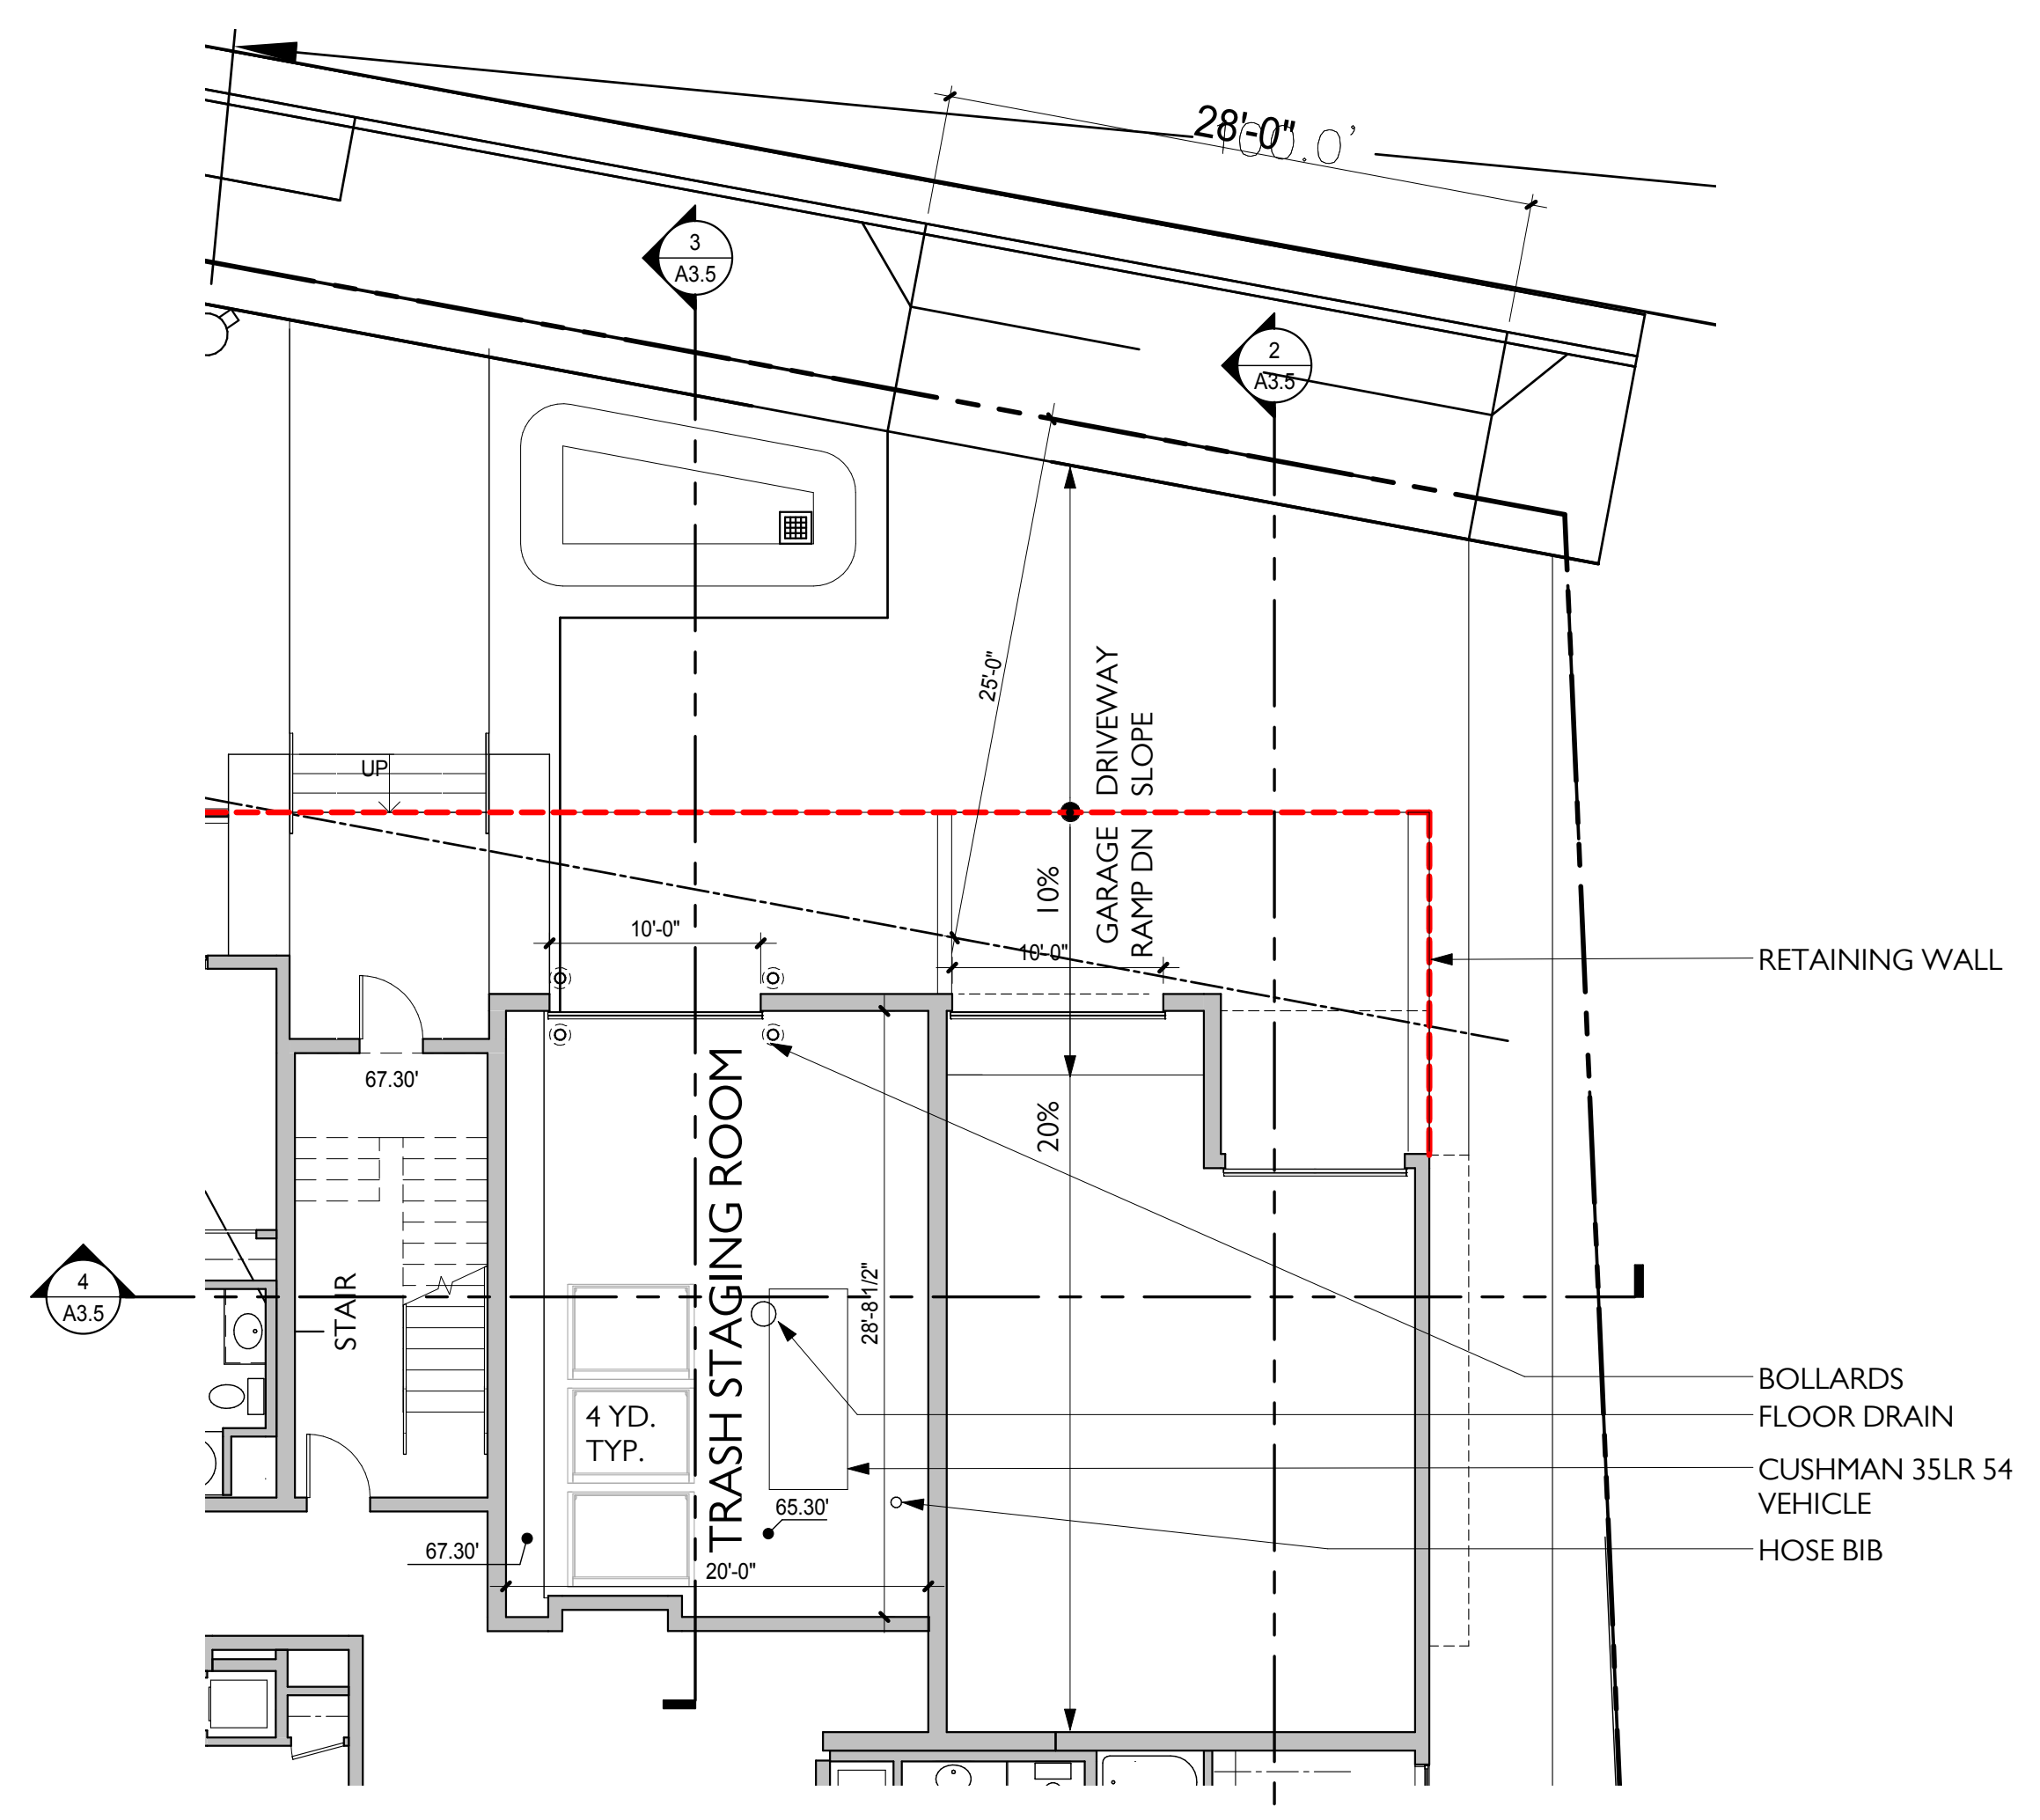 28'-0"
100.0'
3
A3.5
2
A3.5
25'-0"
GARAGE DRIVEWAY
RAMP DN SLOPE
UP
10%
10'-0"
10'-0"
RETAINING WALL
67.30'
20%
TRASH STAGING ROOM
4
A3.5
STAIR
28'-8 1/2"
BOLLARDS
4 YD.
TYP.
FLOOR DRAIN
CUSHMAN 35LR 54
VEHICLE
65.30'
67.30'
HOSE BIB
20'-0"